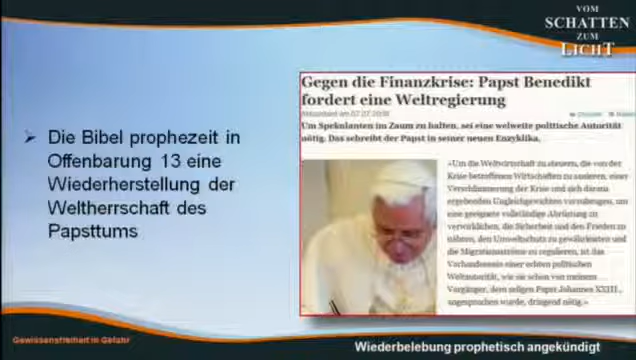 VOM
SCHATTEN
ZUM
LICHT
Gegen die Finanzkrise: Papst Benedikt
fordert eine Weltregierung
Um Spekulanten im Zaum zu halten, sei eine weltweite politische Autorität
nötig. Das schreibt der Papst in seiner neuen Enzyklika.
➢ Die Bibel prophezeit in
Offenbarung 13 eine
Wiederherstellung der
Weltherrschaft des
Papsttums
«Um die Weltwirtschaft zu steuern, die von der
Krise betroffenen Wirtschaften zu sanieren, einer
Verschlimmerung der Krise und sich daraus
ergebenden Ungleichgewichten vorzubeugen, um
eine geeignete vollständige Abrüstung zu
verwirklichen, die Sicherheit und den Frieden zu
nähren, den Umweltschutz zu gewährleisten und
die Migrationsströme zu regulieren, ist das
Vorhandensein einer echten politischen
Weltautorität, wie sie schon von meinem
Vorgänger, dem seligen Papst Johannes XXIII.,
angesprochen wurde, dringend nötig.»
Gewissensfreiheit in Gefahr
Wiederbelebung prophetisch angekündigt